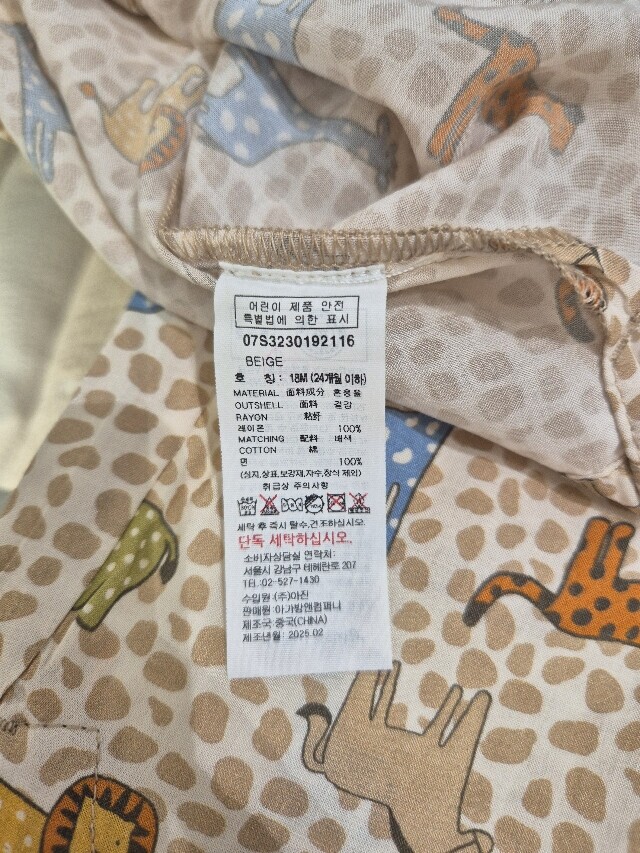 어린이 제품 안전
특별법에 의한 표시
07S3230192116
BEIGE
호 칭: 18M (24개월 이하)
MATERIAL 面料成分 혼용율
OUTSHELL 面料 겉감
RAYON 粘纤
레이온 100%
MATCHING 配料 배색
COTTON 棉
면 100%
(심지,상표,보강재,자수,장식 제외)
취급상 주의사항
세탁 후 즉시 탈수,건조하십시오.
단독 세탁하십시오.
소비자상담실 연락처:
서울시 강남구 테헤란로 207
TEL:02-527-1430
수입원:(주)아진
판매원:아가방앤컴퍼니
제조국:중국(CHINA)
제조년월: 2025.02